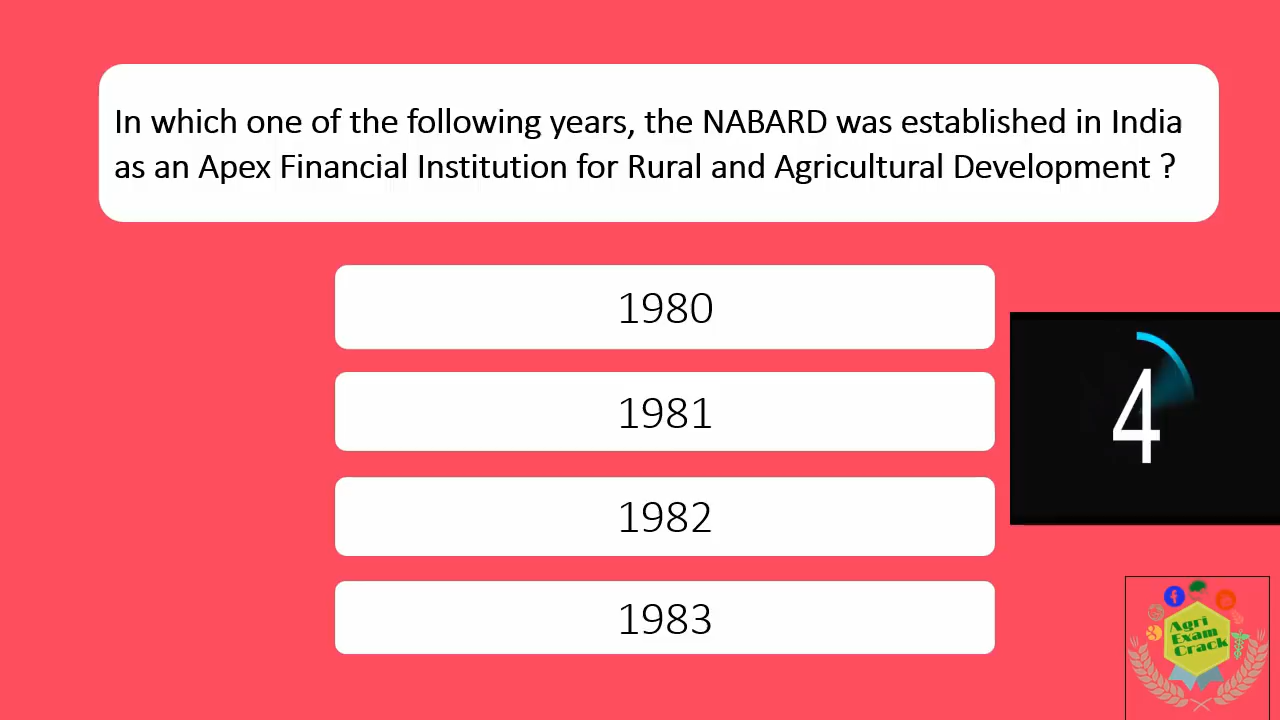 In which one of the following years, the NABARD was established in India
as an Apex Financial Institution for Rural and Agricultural Development ?
1980
1981
4
1982
1983
Agri
Exam
Crack